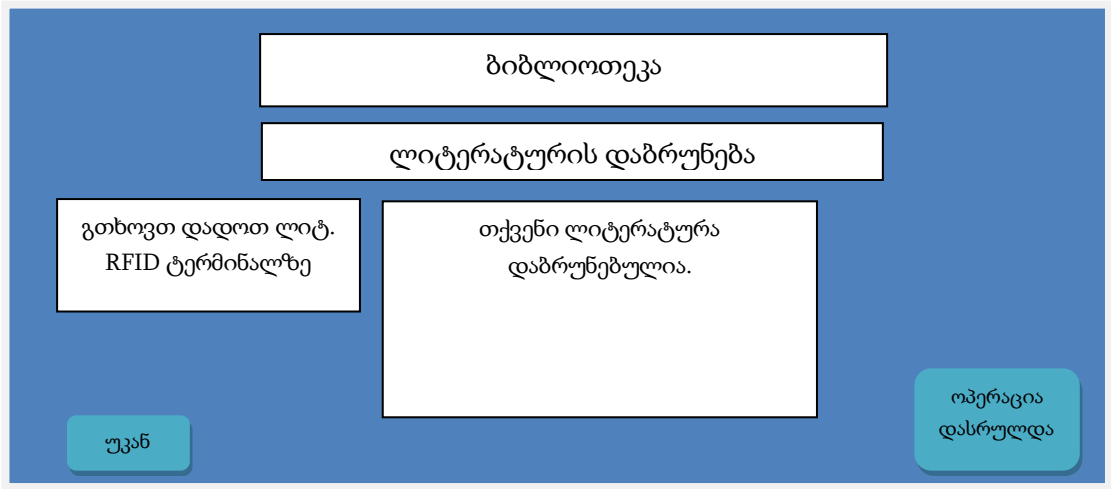 ბიბლიოთეკა
ლიტერატურის დაბრუნება
გთხოვთ დადოთ ლიტ.
RFID ტერმინალზე
თქვენი ლიტერატურა
დაბრუნებულია.
ოპერაცია
დასრულდა
უკან